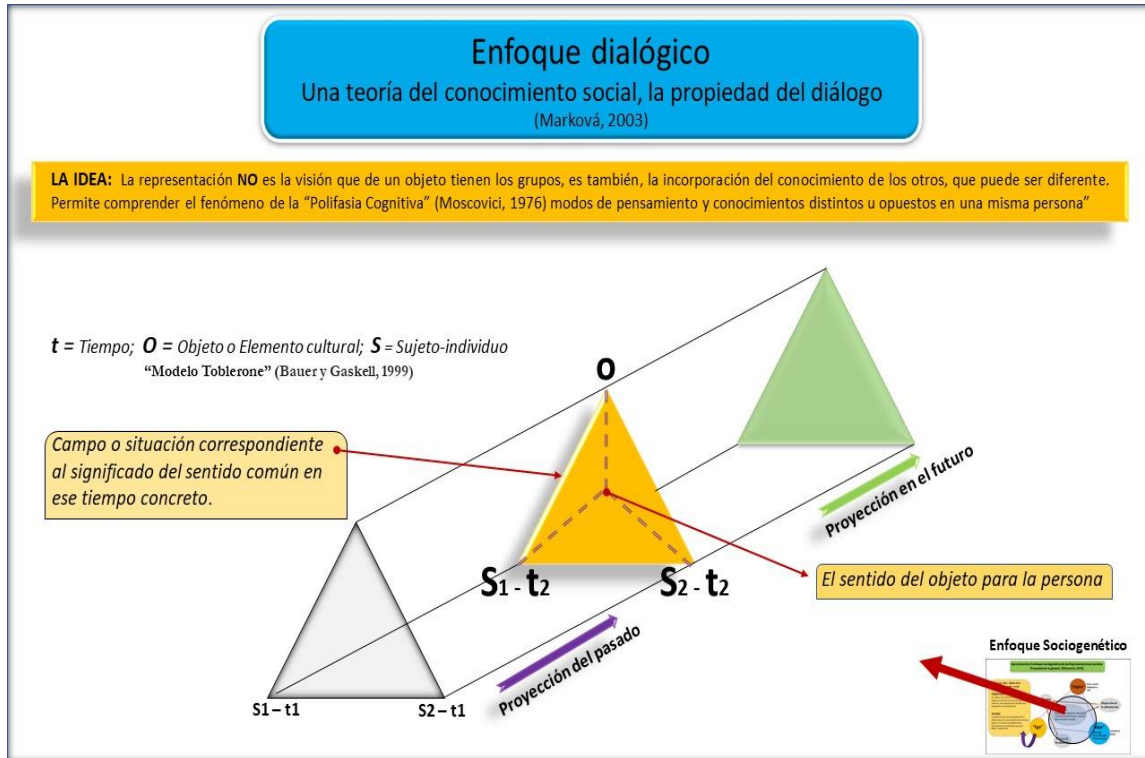 Enfoque dialógico
Una teoría del conocimiento social, la propiedad del diálogo
(Marková, 2003)
LA IDEA: La representación NO es la visión que de un objeto tienen los grupos, es también, la incorporación del conocimiento de los otros, que puede ser diferente.
Permite comprender el fenómeno de la “Polifasia Cognitiva” (Moscovici, 1976) modos de pensamiento y conocimientos distintos u opuestos en una misma persona”
t = Tiempo; O = Objeto o Elemento cultural; S = Sujeto-individuo
“Modelo Toblerone” (Bauer y Gaskell, 1999)
O
Campo o situación correspondiente
al significado del sentido común en
ese tiempo concreto.
Proyección en el futuro
S1 - t2
S2 - t2
El sentido del objeto para la persona
Proyección del pasado
Enfoque Sociogenético
S1 – t1
S2 – t1